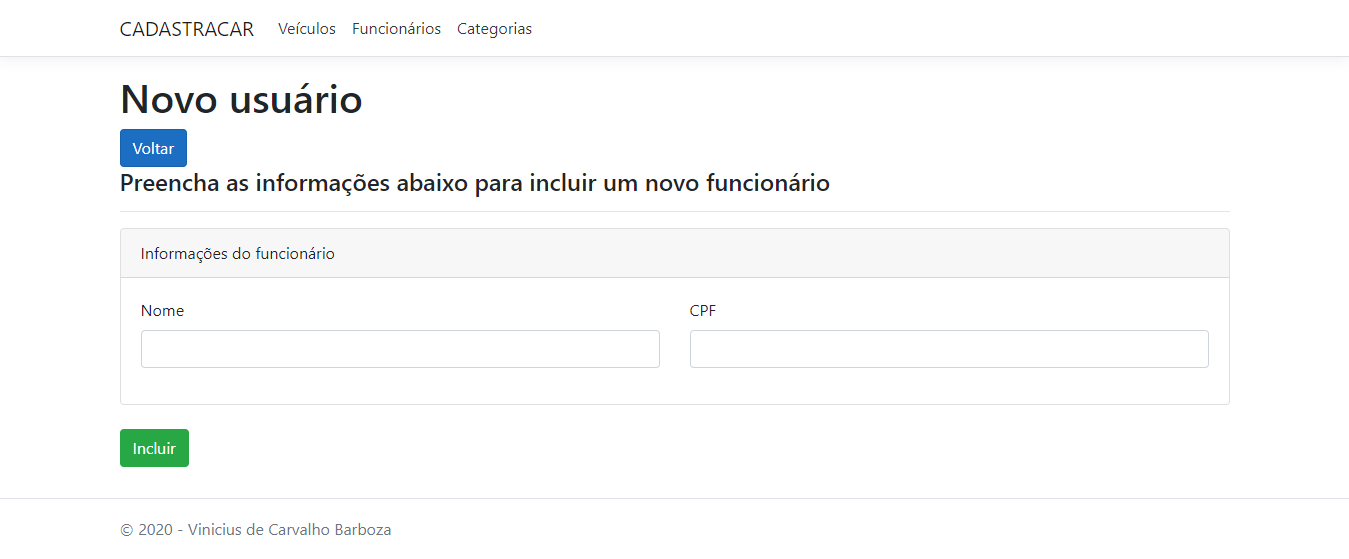 CADASTRACAR Veículos Funcionários Categorias
Novo usuário
Voltar
Preencha as informações abaixo para incluir um novo funcionário
Informações do funcionário
Nome CPF
Incluir
© 2020 - Vinicius de Carvalho Barboza